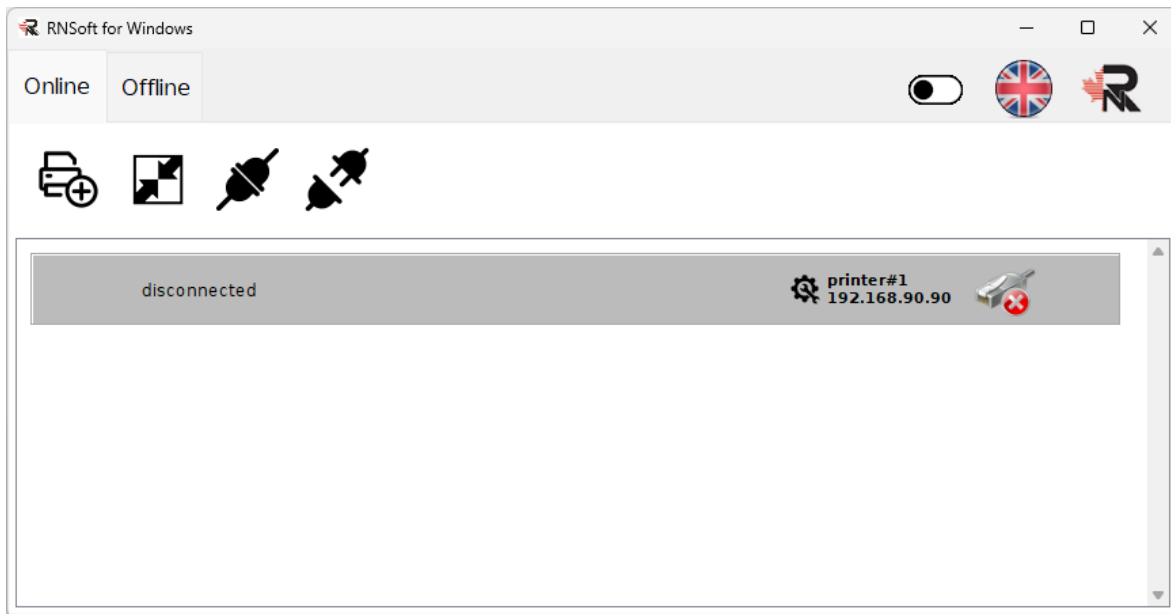 RNSoft for Windows
Online
Offline
disconnected
printer#1
192.168.90.90